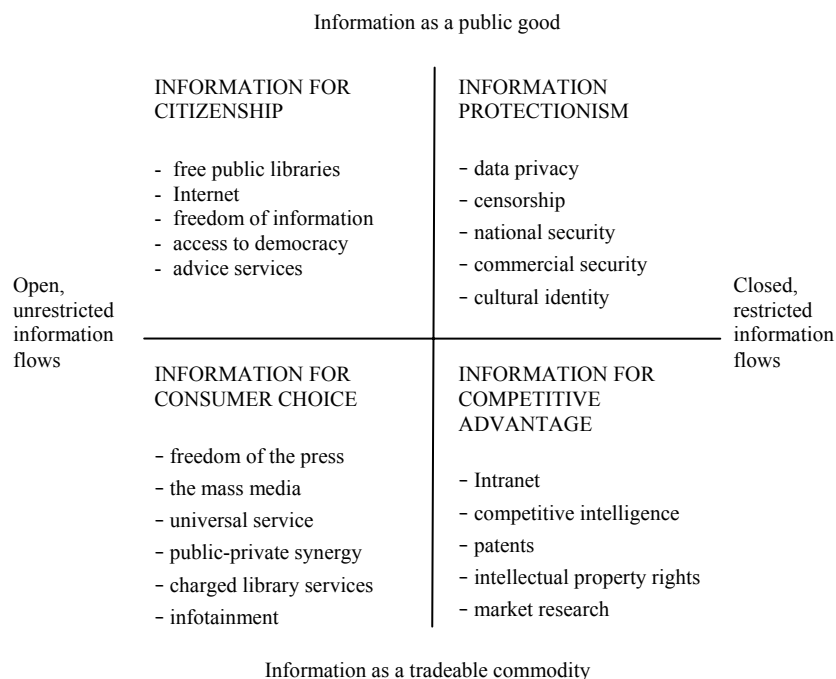 Information as a public good
INFORMATION FOR
CITIZENSHIP
- free public libraries
- Internet
- freedom of information
- access to democracy
- advice services
INFORMATION
PROTECTIONISM
- data privacy
- censorship
- national security
- commercial security
- cultural identity
Open,
unrestricted
information
flows
Closed,
restricted
information
flows
INFORMATION FOR
CONSUMER CHOICE
- freedom of the press
- the mass media
- universal service
- public-private synergy
- charged library services
- infotainment
INFORMATION FOR
COMPETITIVE
ADVANTAGE
- Intranet
- competitive intelligence
- patents
- intellectual property rights
- market research
Information as a tradeable commodity